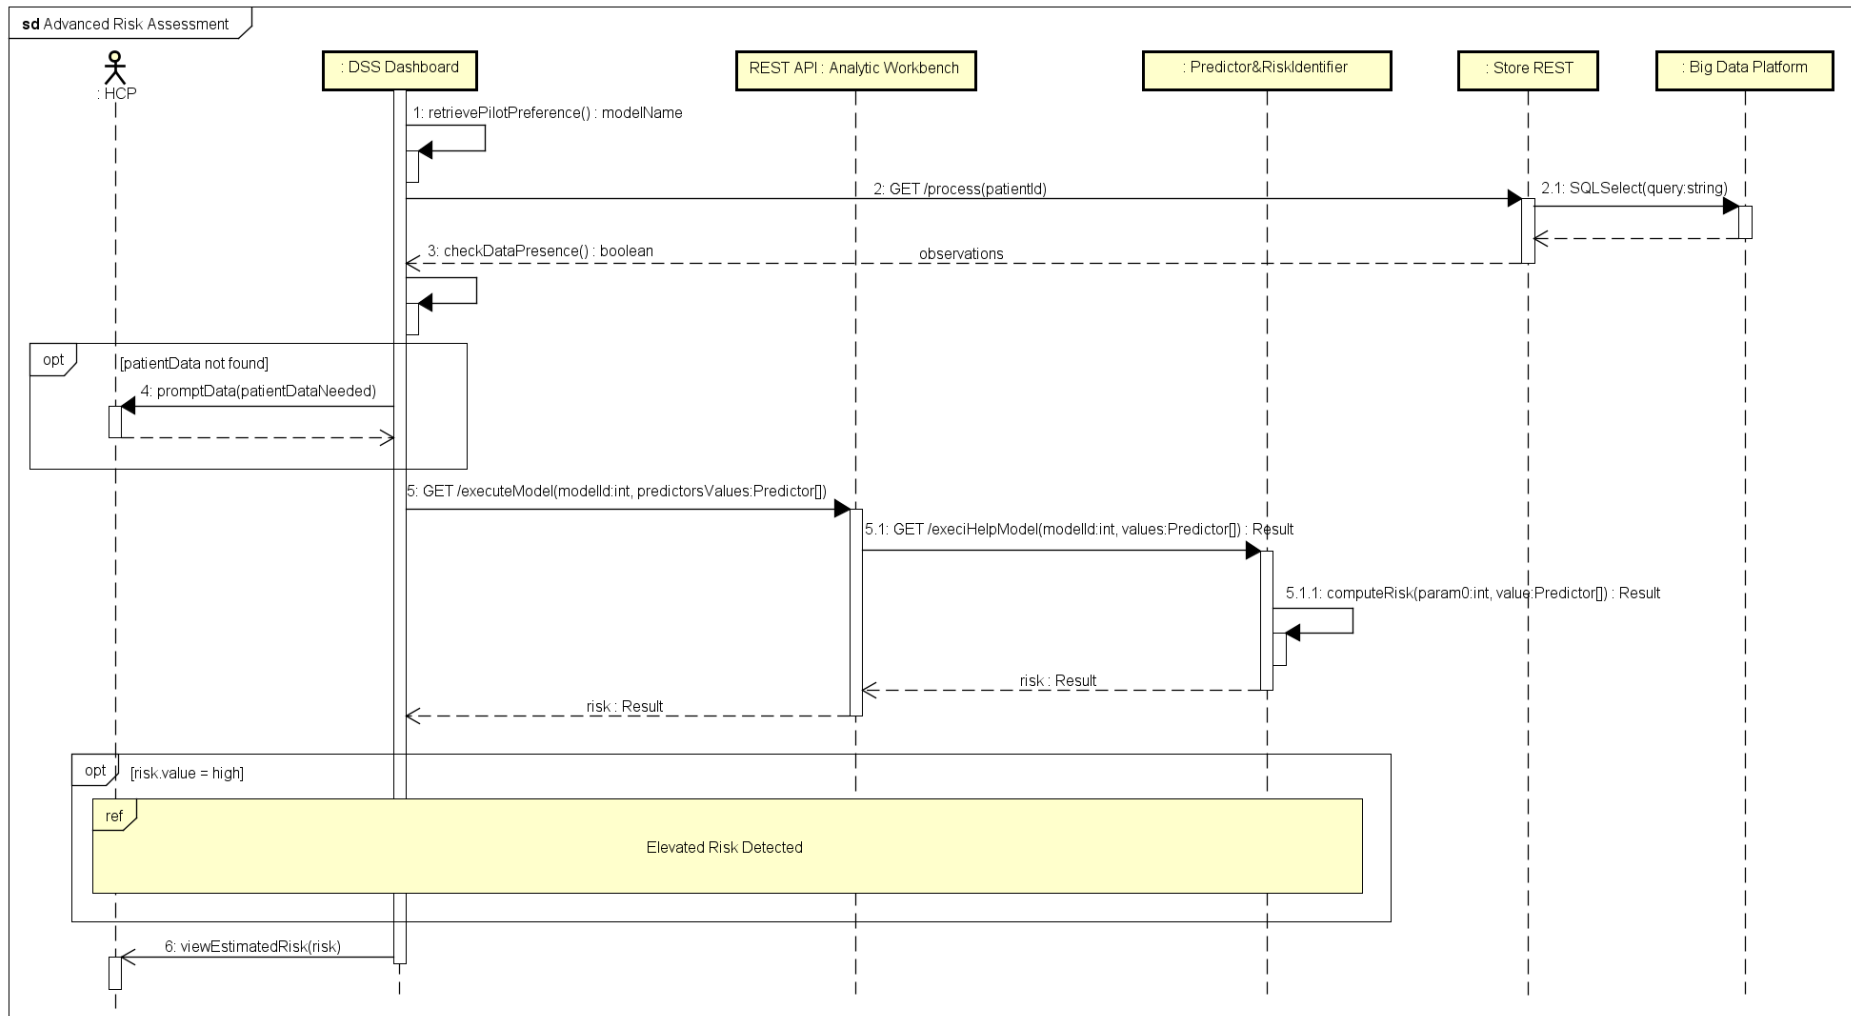 sd Advanced Risk Assessment
: HCP
: DSS Dashboard
REST API : Analytic Workbench
: Predictor&RiskIdentifier
: Store REST
: Big Data Platform
1: retrievePilotPreference() : modelName
2: GET /process(patientId)
2.1: SQLSelect(query:string)
3: checkDataPresence() : boolean
observations
opt
[patientData not found]
4: promptData(patientDataNeeded)
5: GET /executeModel(modelId:int, predictorsValues:Predictor[])
5.1: GET /execiHelpModel(modelId:int, values:Predictor[]) : Result
5.1.1: computeRisk(param0:int, value:Predictor[]) : Result
risk : Result
risk : Result
opt
[risk.value = high]
ref
Elevated Risk Detected
6: viewEstimatedRisk(risk)